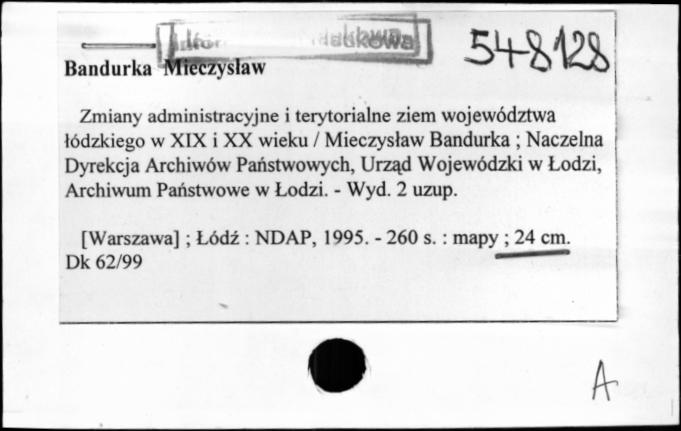 548128
Bandurka Mieczysław
Zmiany administracyjne i terytorialne ziem województwa
łódzkiego w XIX i XX wieku / Mieczysław Bandurka ; Naczelna
Dyrekcja Archiwów Państwowych, Urząd Wojewódzki w Łodzi,
Archiwum Państwowe w Łodzi. - Wyd. 2 uzup.
[Warszawa] ; Łódź : NDAP, 1995. - 260 s. : mapy ; 24 cm.
Dk 62/99
A